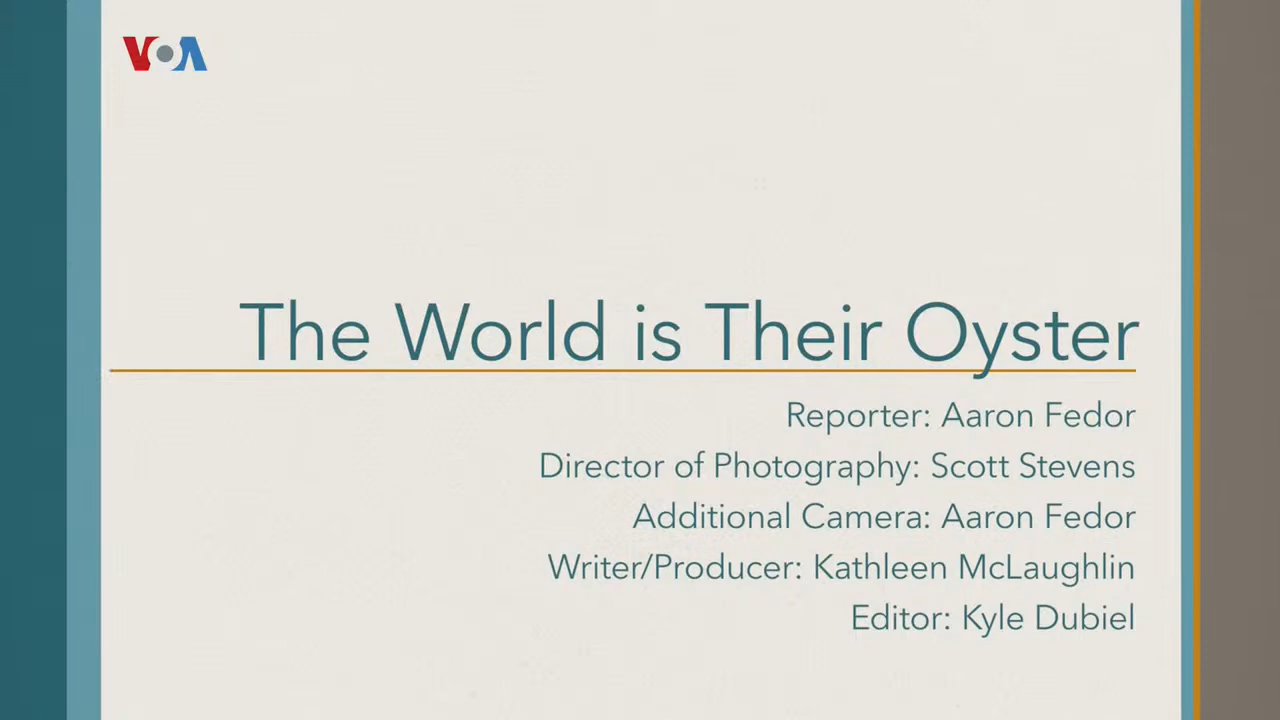 VOA
The World is Their Oyster
Reporter: Aaron Fedor
Director of Photography: Scott Stevens
Additional Camera: Aaron Fedor
Writer/Producer: Kathleen McLaughlin
Editor: Kyle Dubiel